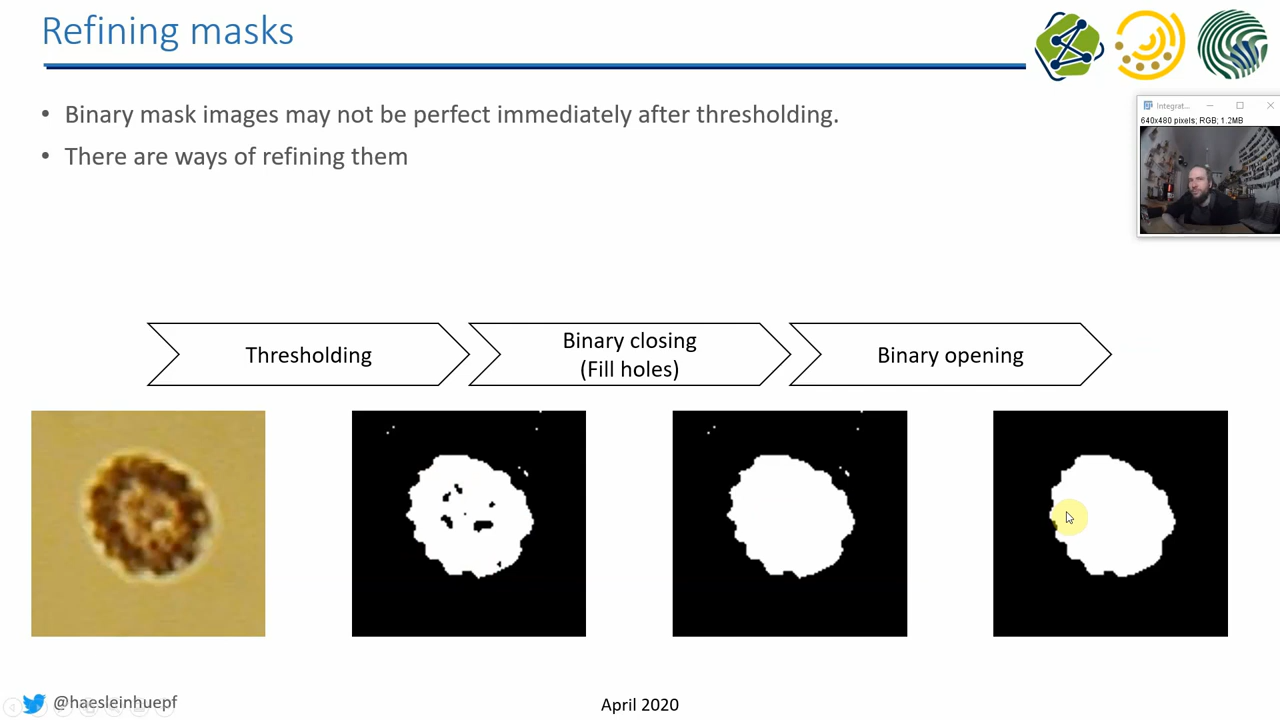 Refining masks
• Binary mask images may not be perfect immediately after thresholding.
• There are ways of refining them
Integrat...
640x480 pixels; RGB; 1.2MB
Thresholding
Binary closing
(Fill holes)
Binary opening
@haesleinhuepf
April 2020